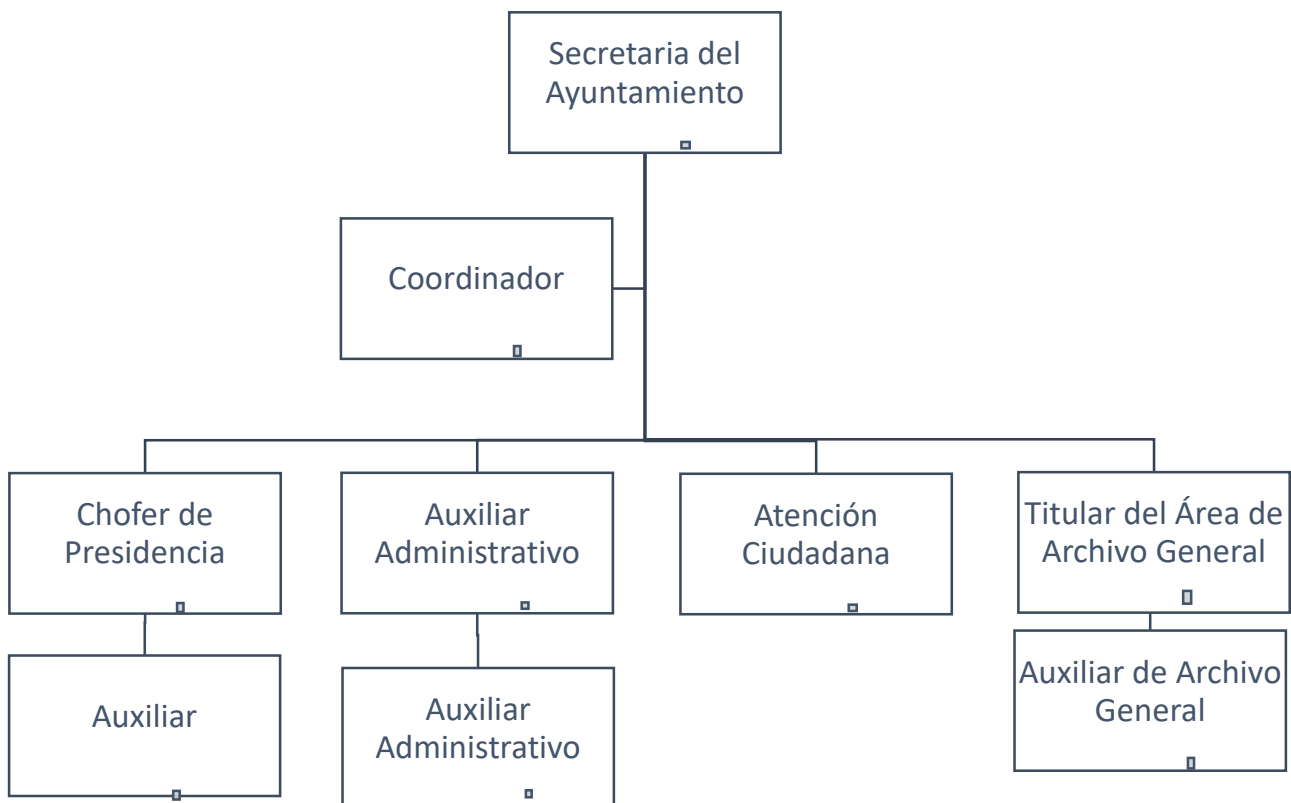 Secretaria del
Ayuntamiento
Coordinador
Chofer de
Presidencia
Auxiliar
Administrativo
Atención
Ciudadana
Titular del Área de
Archivo General
Auxiliar
Auxiliar
Administrativo
Auxiliar de Archivo
General